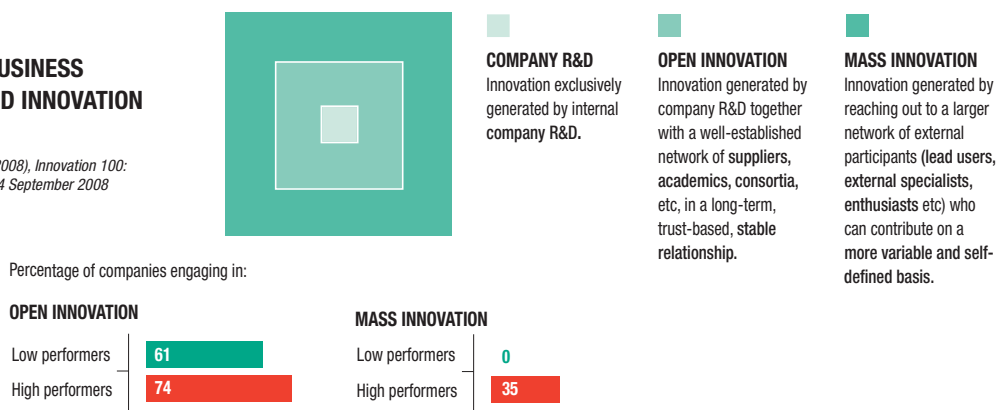 USINESS
D INNOVATION
2008), Innovation 100:
4 September 2008
COMPANY R&D
Innovation exclusively
generated by internal
company R&D.
OPEN INNOVATION
Innovation generated by
company R&D together
with a well-established
network of suppliers,
academics, consortia,
etc, in a long-term,
trust-based, stable
relationship.
MASS INNOVATION
Innovation generated by
reaching out to a larger
network of external
participants (lead users,
external specialists,
enthusiasts etc) who
can contribute on a
more variable and self-
defined basis.
Percentage of companies engaging in:
OPEN INNOVATION
Low performers 61
High performers 74
MASS INNOVATION
Low performers 0
High performers 35